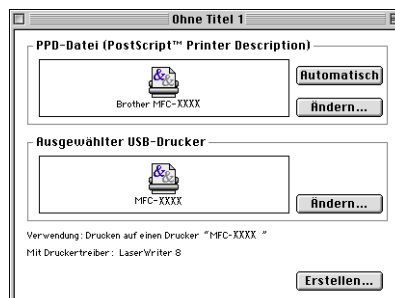 Ohne Titel 1
PPD-Datei (PostScript™ Printer Description)
Automatisch
Brother MFC-XXXX
Ändern...
Ausgewählter USB-Drucker
MFC-XXXX
Ändern...
Verwendung: Drucken auf einen Drucker "MFC-XXXX "
Mit Druckertreiber: LaserWriter 8
Erstellen...